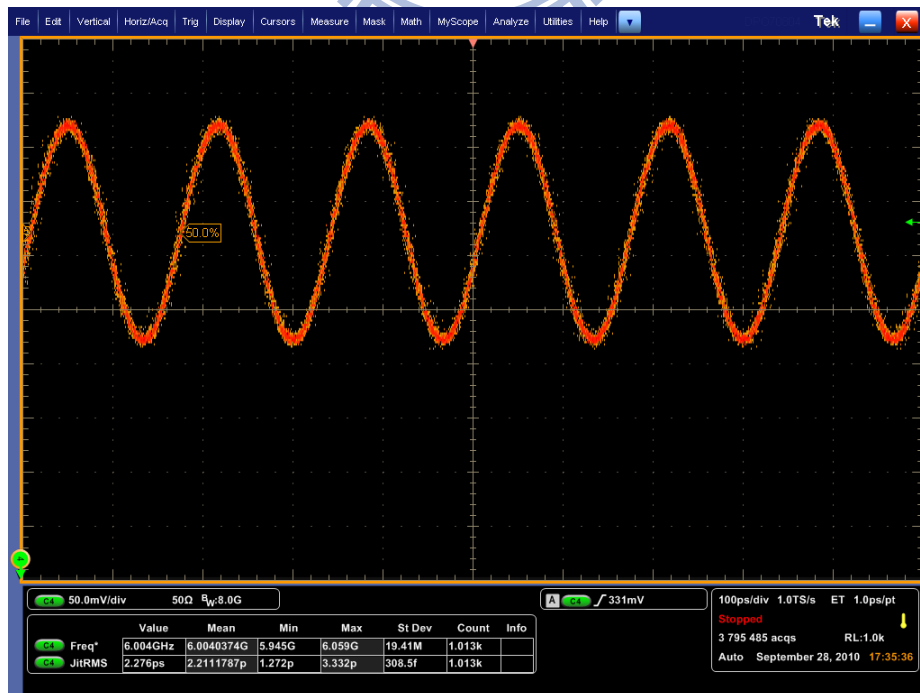 File Edit Vertical Horiz/Acq Trig Display Cursors Measure Mask Math MyScope Analyze Utilities Help Tek X
50.0%
C4 50.0mV/div 50Ω BW:8.0G
A C4 331mV
100ps/div 1.0TS/s ET 1.0ps/pt
Stopped
3 795 485 acqs RL:1.0k
Auto September 28, 2010 17:35:36
Value Mean Min Max St Dev Count Info
C4 Freq* 6.004GHz 6.0040374G 5.945G 6.059G 19.41M 1.013k
C4 JitRMS 2.276ps 2.2111787p 1.272p 3.332p 308.5f 1.013k